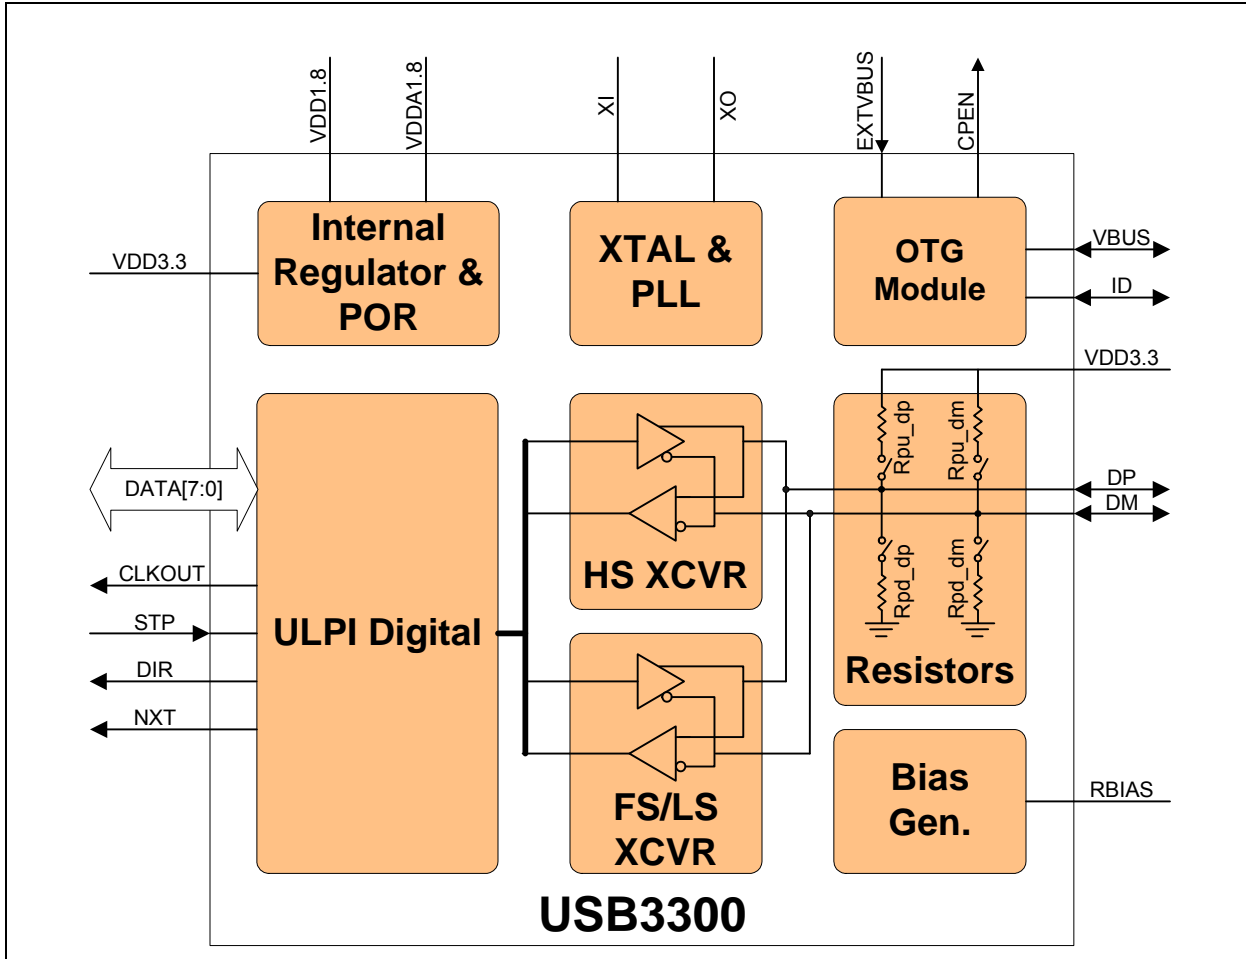 VDD1.8
VDDA1.8
XI
XO
EXTVBUS
CPEN
Internal
Regulator &
POR
XTAL &
PLL
OTG
Module
VBUS
ID
VDD3.3
VDD3.3
Rpu_dp
Rpu_dm
DATA[7:0]
DP
DM
HS XCVR
Rpd_dp
Rpd_dm
CLKOUT
STP
ULPI Digital
DIR
NXT
Resistors
FS/LS
XCVR
Bias
Gen.
RBIAS
USB3300